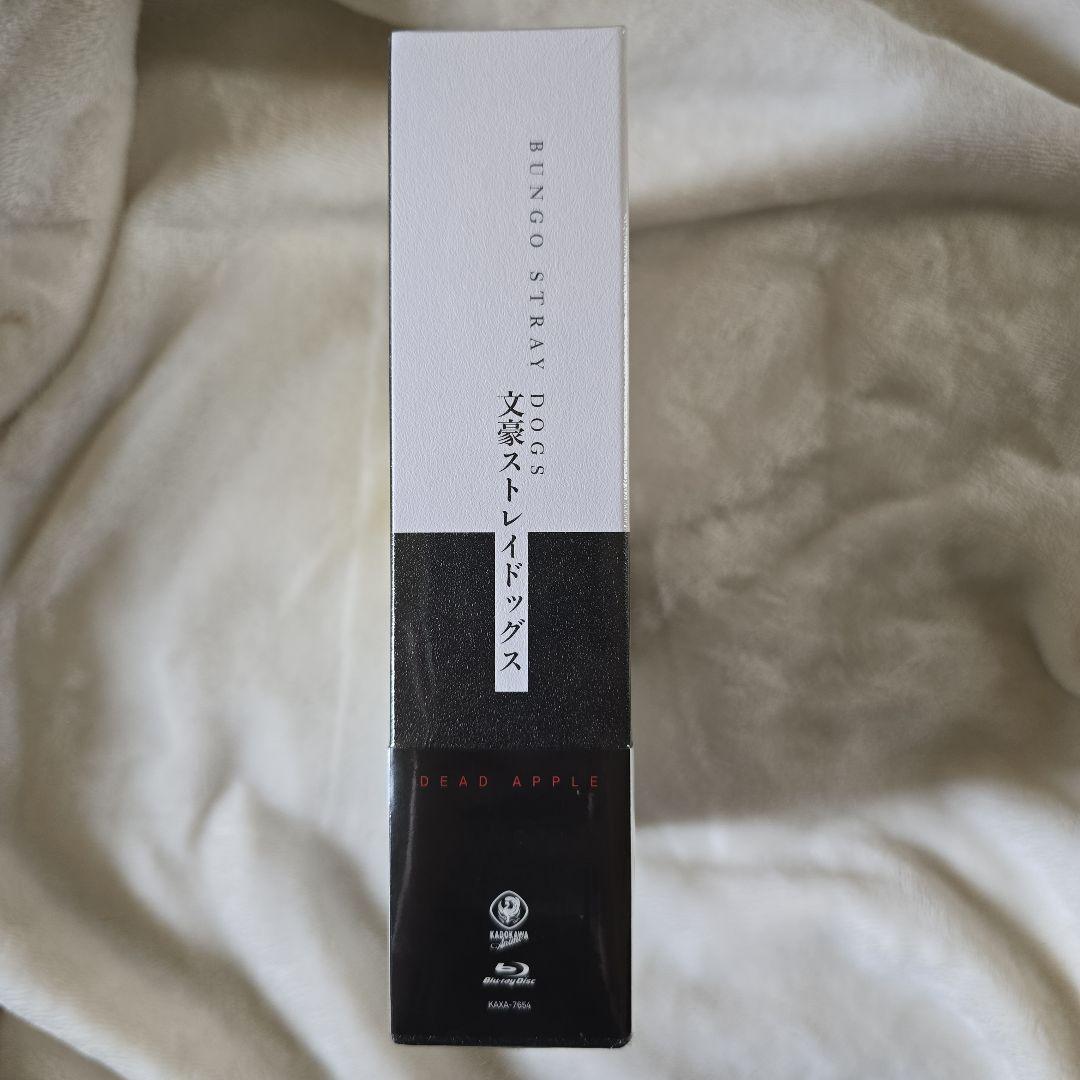 BUNGO STRAY DOGS
文豪ストレイドッグス
DEAD APPLE
KADOKAWA
Anime
Blu-ray Disc
KAXA-7654